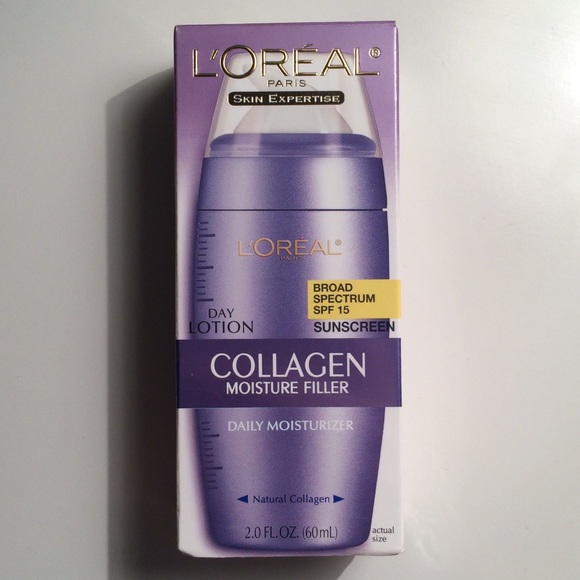 L'ORÉAL®
PARIS
SKIN EXPERTISE
L'ORÉAL®
PARIS
BROAD
SPECTRUM
SPF 15
SUNSCREEN
DAY
LOTION
COLLAGEN
MOISTURE FILLER
DAILY MOISTURIZER
◀ Natural Collagen ▶
2.0 FL.OZ. (60mL)
actual
size